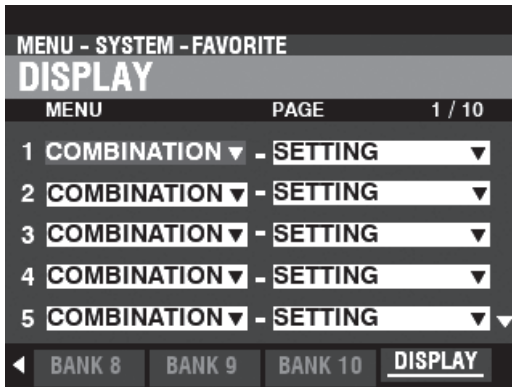 MENU - SYSTEM - FAVORITE
DISPLAY
MENU PAGE 1 / 10
1 COMBINATION ▼ - SETTING ▼
2 COMBINATION ▼ - SETTING ▼
3 COMBINATION ▼ - SETTING ▼
4 COMBINATION ▼ - SETTING ▼
5 COMBINATION ▼ - SETTING ▼
BANK 8 BANK 9 BANK 10 DISPLAY